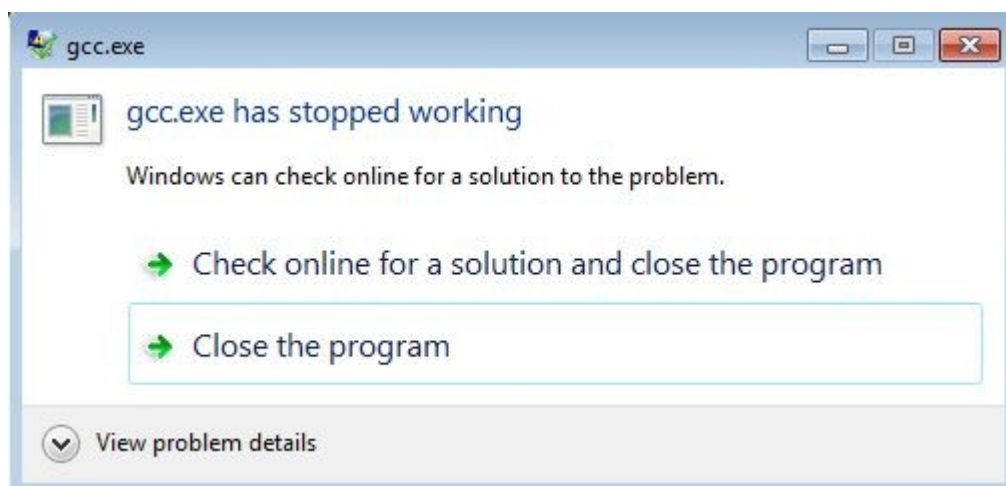 gcc.exe
gcc.exe has stopped working
Windows can check online for a solution to the problem.
Check online for a solution and close the program
Close the program
View problem details